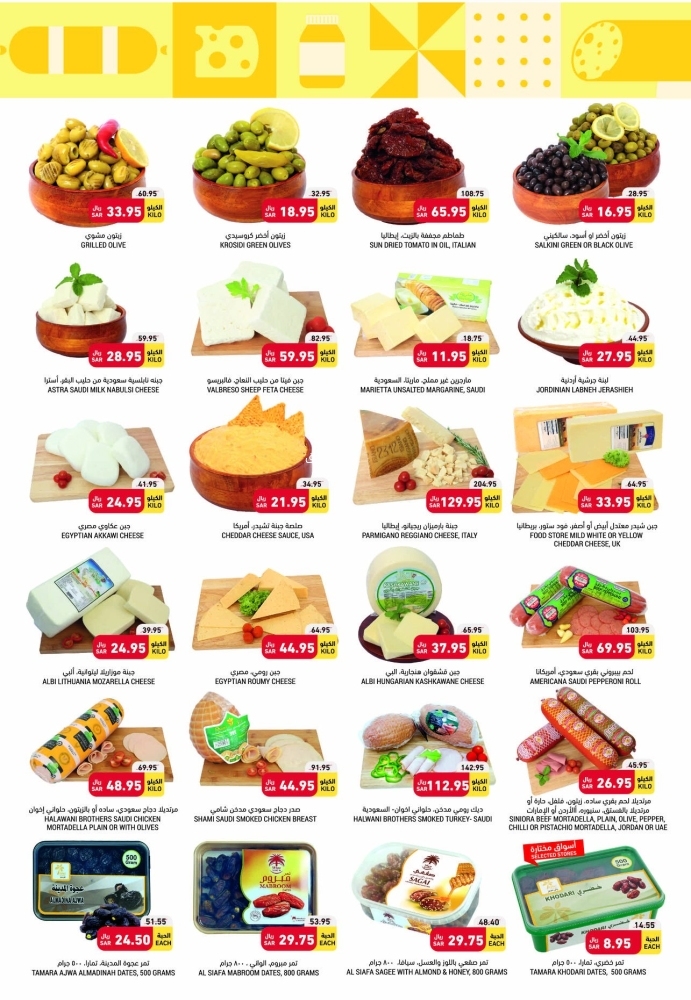 60.95
ريال
SAR 33.95
الكيلو
KILO
زيتون مشوي
GRILLED OLIVE
32.95
ريال
SAR 18.95
الكيلو
KILO
زيتون أخضر كروسيدي
KROSIDI GREEN OLIVES
108.75
ريال
SAR 65.95
الكيلو
KILO
طماطم مجففة بالزيت، إيطاليا
SUN DRIED TOMATO IN OIL, ITALIAN
28.95
ريال
SAR 16.95
الكيلو
KILO
زيتون أخضر او أسود، سالكيني
SALKINI GREEN OR BLACK OLIVE
59.95
ريال
SAR 28.95
الكيلو
KILO
جبنه نابلسية سعودية من حليب البقر، أسترا
ASTRA SAUDI MILK NABULSI CHEESE
82.95
ريال
SAR 59.95
الكيلو
KILO
جبن فيتا من حليب النعاج، فالبريسو
VALBRESO SHEEP FETA CHEESE
18.75
ريال
SAR 11.95
الكيلو
KILO
مارجرين غير مملح، ماريتا، السعودية
MARIETTA UNSALTED MARGARINE, SAUDI
44.95
ريال
SAR 27.95
الكيلو
KILO
لبنة جرشية أردنية
JORDINIAN LABNEH JERASHIEH
41.95
ريال
SAR 24.95
الكيلو
KILO
جبن عكاوي مصري
EGYPTIAN AKKAWI CHEESE
34.95
ريال
SAR 21.95
الكيلو
KILO
صلصة جبنة تشيدر، أمريكا
CHEDDAR CHEESE SAUCE, USA
204.95
ريال
SAR 129.95
الكيلو
KILO
جبنة بارميزان ريجيانو، إيطاليا
PARMIGANO REGGIANO CHEESE, ITALY
64.95
ريال
SAR 33.95
الكيلو
KILO
جبن شيدر معتدل أبيض أو أصفر، فود ستور، بريطانيا
FOOD STORE MILD WHITE OR YELLOW
CHEDDAR CHEESE, UK
39.95
ريال
SAR 24.95
الكيلو
KILO
جبنة موزاريلا ليتوانية، ألبي
ALBI LITHUANIA MOZARELLA CHEESE
64.95
ريال
SAR 44.95
الكيلو
KILO
جبن رومي، مصري
EGYPTIAN ROUMY CHEESE
65.95
ريال
SAR 37.95
الكيلو
KILO
جبن قشقوان هنجارية، البي
ALBI HUNGARIAN KASHKAWANE CHEESE
103.95
ريال
SAR 69.95
الكيلو
KILO
لحم بيبروني بقري سعودي، أمريكانا
AMERICANA SAUDI PEPPERONI ROLL
69.95
ريال
SAR 48.95
الكيلو
KILO
مرتديلا دجاج سعودي، ساده أو بالزيتون، حلواني إخوان
HALAWANI BROTHERS SAUDI CHICKEN
MORTADELLA PLAIN OR WITH OLIVES
91.95
ريال
SAR 44.95
الكيلو
KILO
صدر دجاج سعودي مدخن شامي
SHAMI SAUDI SMOKED CHICKEN BREAST
142.95
ريال
SAR 112.95
الكيلو
KILO
ديك رومي مدخن، حلواني اخوان- السعودية
HALWANI BROTHERS SMOKED TURKEY- SAUDI
45.95
ريال
SAR 26.95
الكيلو
KILO
مرتديلا لحم بقري ساده، زيتون، فلفل، حارة أو
بالفستق، سنيوره، االأردن أو الإمارات
SINIORA BEEF MORTADELLA, PLAIN, OLIVE, PEPPER,
CHILLI OR PISTACHIO MORTADELLA, JORDAN OR UAE
500
Gram
عجوة المدينة
ALMADINA AJWA
51.55
ريال
SAR 24.50
الحبة
EACH
تمر عجوة المدينة، تمارا، ٥٠٠ جرام
TAMARA AJWA ALMADINAH DATES, 500 GRAMS
مبروم
MABROOM
53.95
ريال
SAR 29.75
الحبة
EACH
تمر مبروم، الوافي، ٨٠٠ جرام
AL SIAFA MABROOM DATES, 800 GRAMS
صقعي
SAGAI
48.40
ريال
SAR 29.75
الحبة
EACH
تمر صقعي باللوز والعسل، سيافا، ٨٠٠ جرام
AL SIAFA SAGEE WITH ALMOND & HONEY, 800 GRAMS
أسواق مختارة
SELECTED STORES
500
خضري
KHODARI
14.55
ريال
SAR 8.95
الحبة
EACH
تمر خضري، تمارا، ٥٠٠ جرام
TAMARA KHODARI DATES, 500 GRAMS